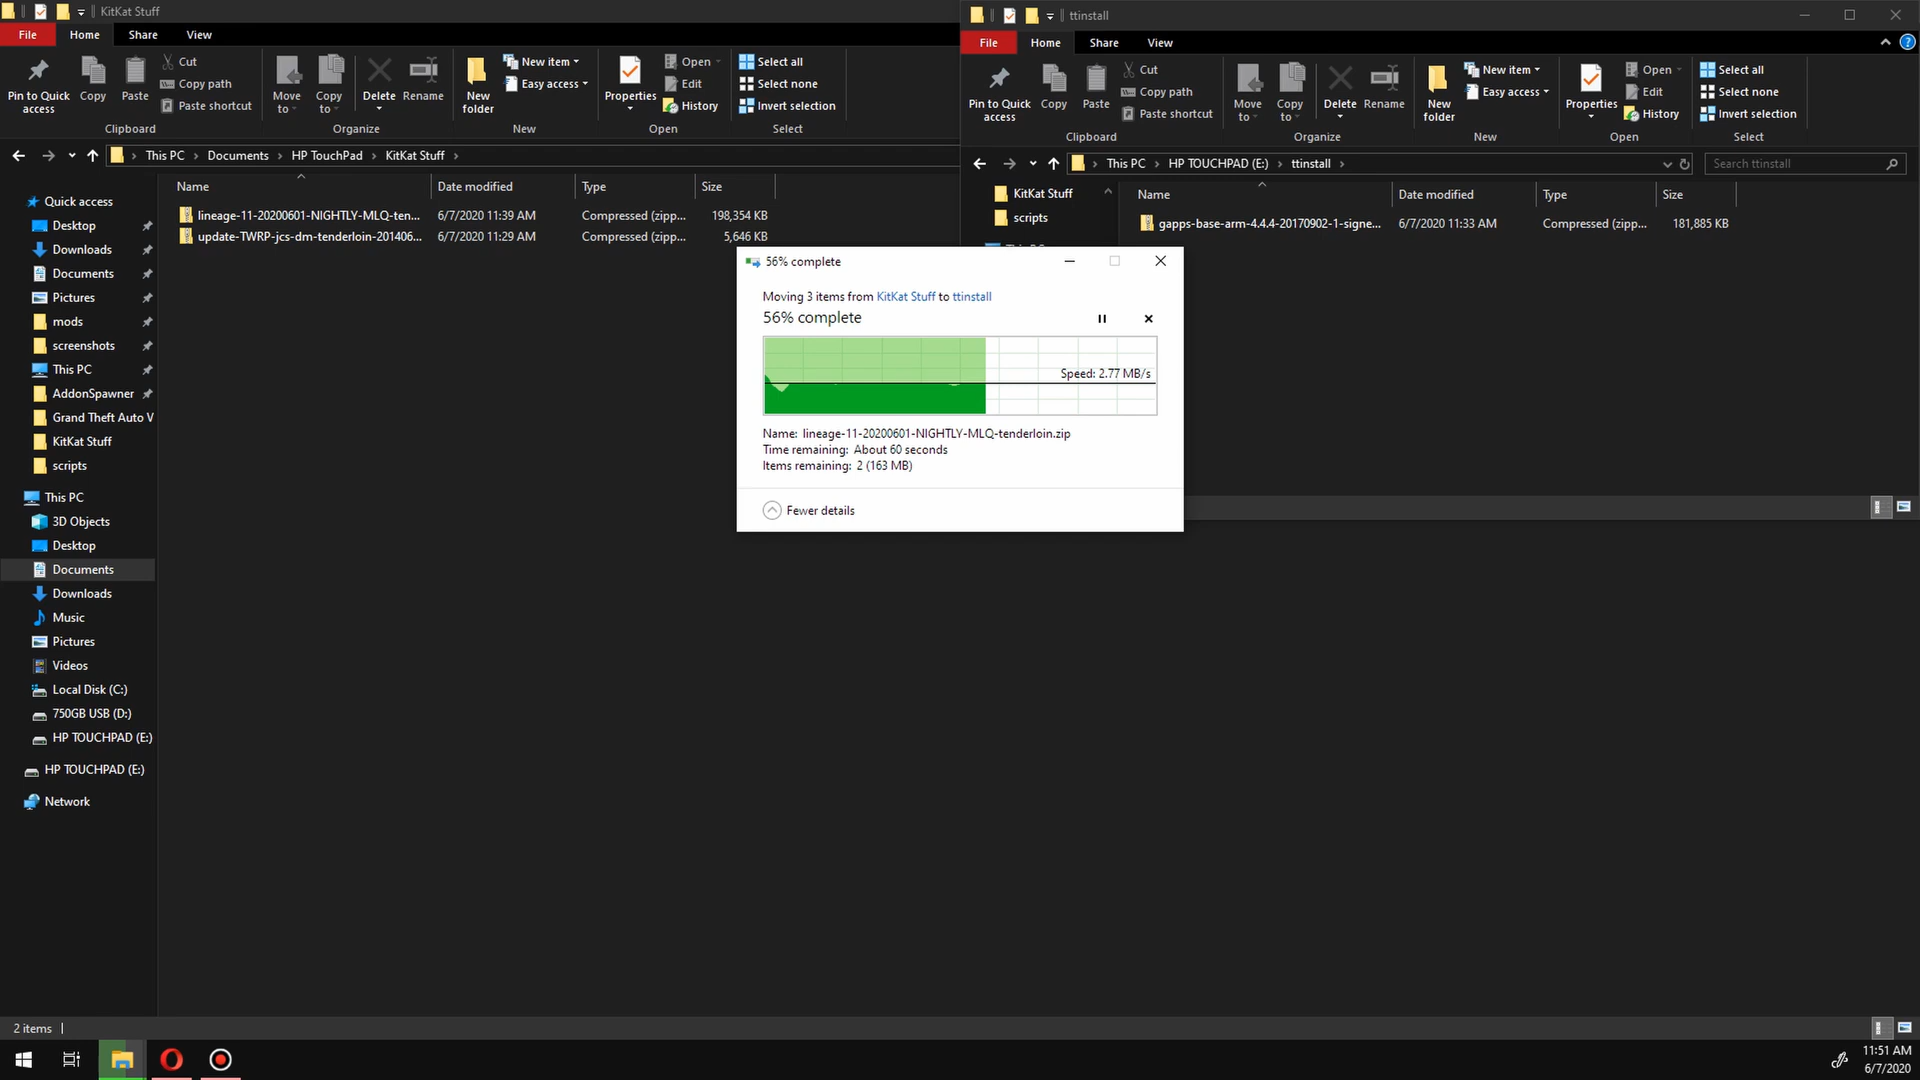 KitKat Stuff
File Home Share View
Pin to Quick access
Copy
Paste
Cut
Copy path
Paste shortcut
Clipboard
Move to
Copy to
Delete
Rename
Organize
New folder
New item
Easy access
New
Properties
Open
Edit
History
Open
Select all
Select none
Invert selection
Select
This PC Documents HP TouchPad KitKat Stuff
Quick access
Desktop
Downloads
Documents
Pictures
mods
screenshots
This PC
AddonSpawner
Grand Theft Auto V
KitKat Stuff
scripts
This PC
3D Objects
Desktop
Documents
Downloads
Music
Pictures
Videos
Local Disk (C:)
750GB USB (D:)
HP TOUCHPAD (E:)
HP TOUCHPAD (E:)
Network
Name Date modified Type Size
lineage-11-20200601-NIGHTLY-MLQ-ten... 6/7/2020 11:39 AM Compressed (zipp... 198,354 KB
update-TWRP-jcs-dm-tenderloin-201406... 6/7/2020 11:29 AM Compressed (zipp... 5,646 KB
2 items
ttinstall
File Home Share View
Pin to Quick access
Copy
Paste
Cut
Copy path
Paste shortcut
Clipboard
Move to
Copy to
Delete
Rename
Organize
New folder
New item
Easy access
New
Properties
Open
Edit
History
Open
Select all
Select none
Invert selection
Select
This PC HP TOUCHPAD (E:) ttinstall
Search ttinstall
KitKat Stuff
scripts
Name Date modified Type Size
gapps-base-arm-4.4.4-20170902-1-signe... 6/7/2020 11:33 AM Compressed (zipp... 181,885 KB
56% complete
Moving 3 items from KitKat Stuff to ttinstall
56% complete
Speed: 2.77 MB/s
Name: lineage-11-20200601-NIGHTLY-MLQ-tenderloin.zip
Time remaining: About 60 seconds
Items remaining: 2 (163 MB)
Fewer details
11:51 AM
6/7/2020